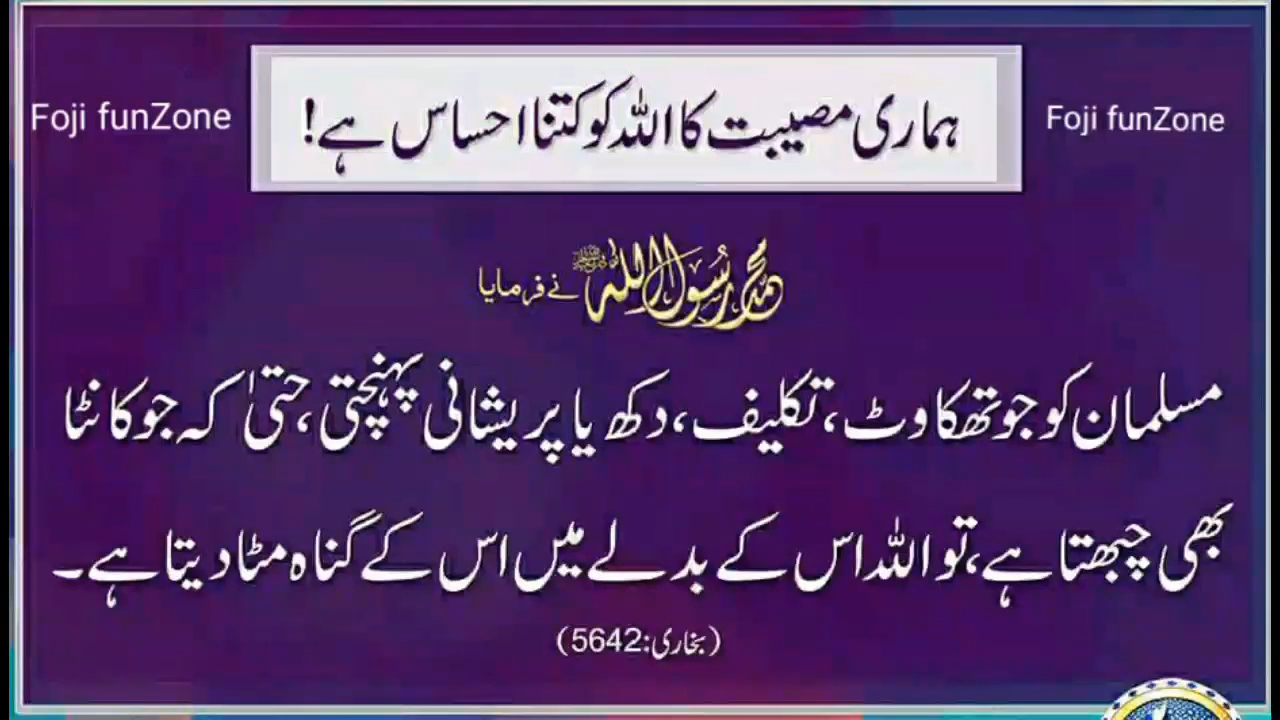 Foji funZone
ہماری مصیبت کا اللہ کو کتنا احساس ہے!
Foji funZone
محمد رسول اللہ ﷺ نے فرمایا
مسلمان کو جو تھکاوٹ، تکلیف، دکھ یا پریشانی پہنچتی، حتیٰ کہ جو کانٹا
بھی چبھتا ہے، تو اللہ اس کے بدلے میں اس کے گناہ مٹا دیتا ہے۔
(بخاری:5642)